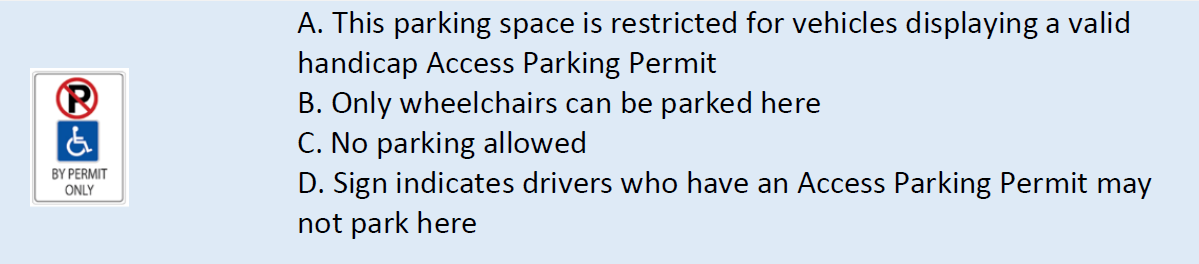 A. This parking space is restricted for vehicles displaying a valid
handicap Access Parking Permit
B. Only wheelchairs can be parked here
C. No parking allowed
D. Sign indicates drivers who have an Access Parking Permit may
not park here
P
BY PERMIT
ONLY